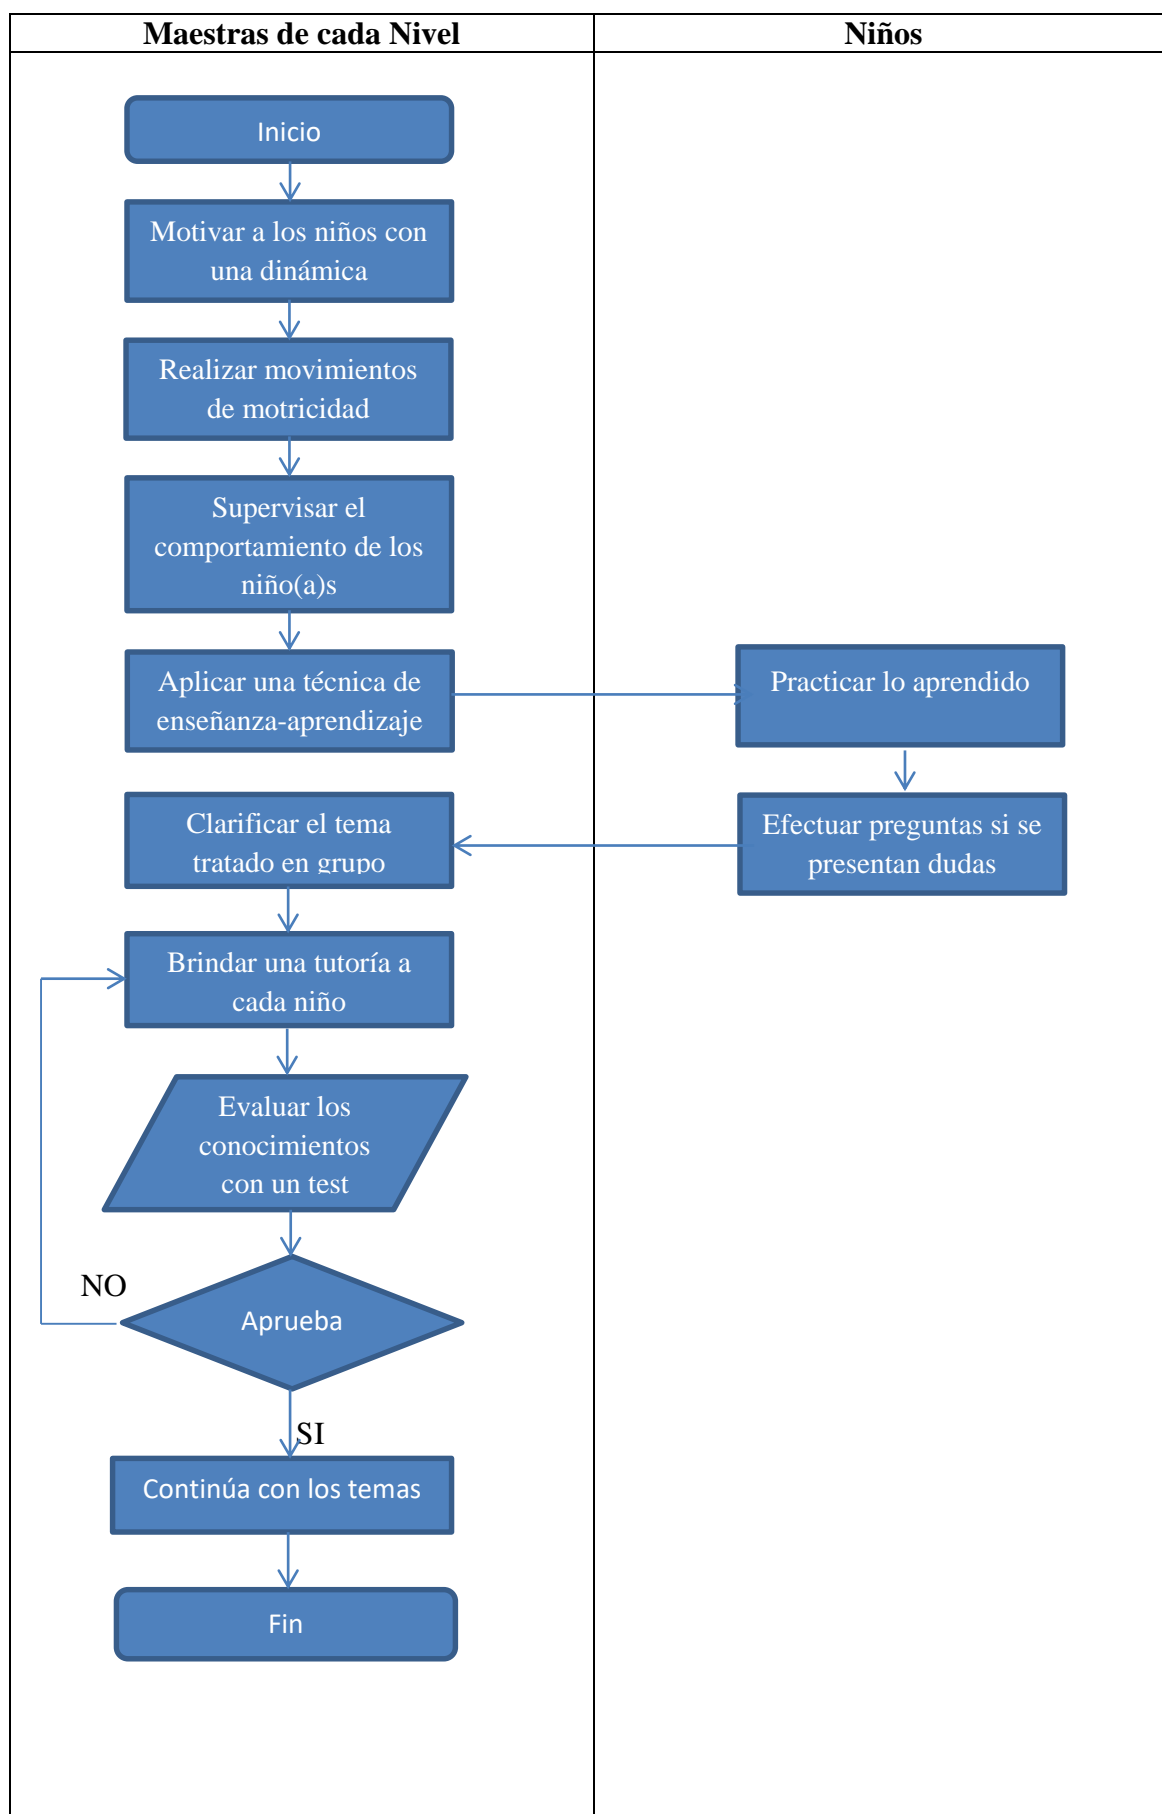 Maestras de cada Nivel
Niños
Inicio
Motivar a los niños con
una dinámica
Realizar movimientos
de motricidad
Supervisar el
comportamiento de los
niño(a)s
Aplicar una técnica de
enseñanza-aprendizaje
Practicar lo aprendido
Efectuar preguntas si se
presentan dudas
Clarificar el tema
tratado en grupo
Brindar una tutoría a
cada niño
Evaluar los
conocimientos
con un test
NO
Aprueba
SI
Continúa con los temas
Fin